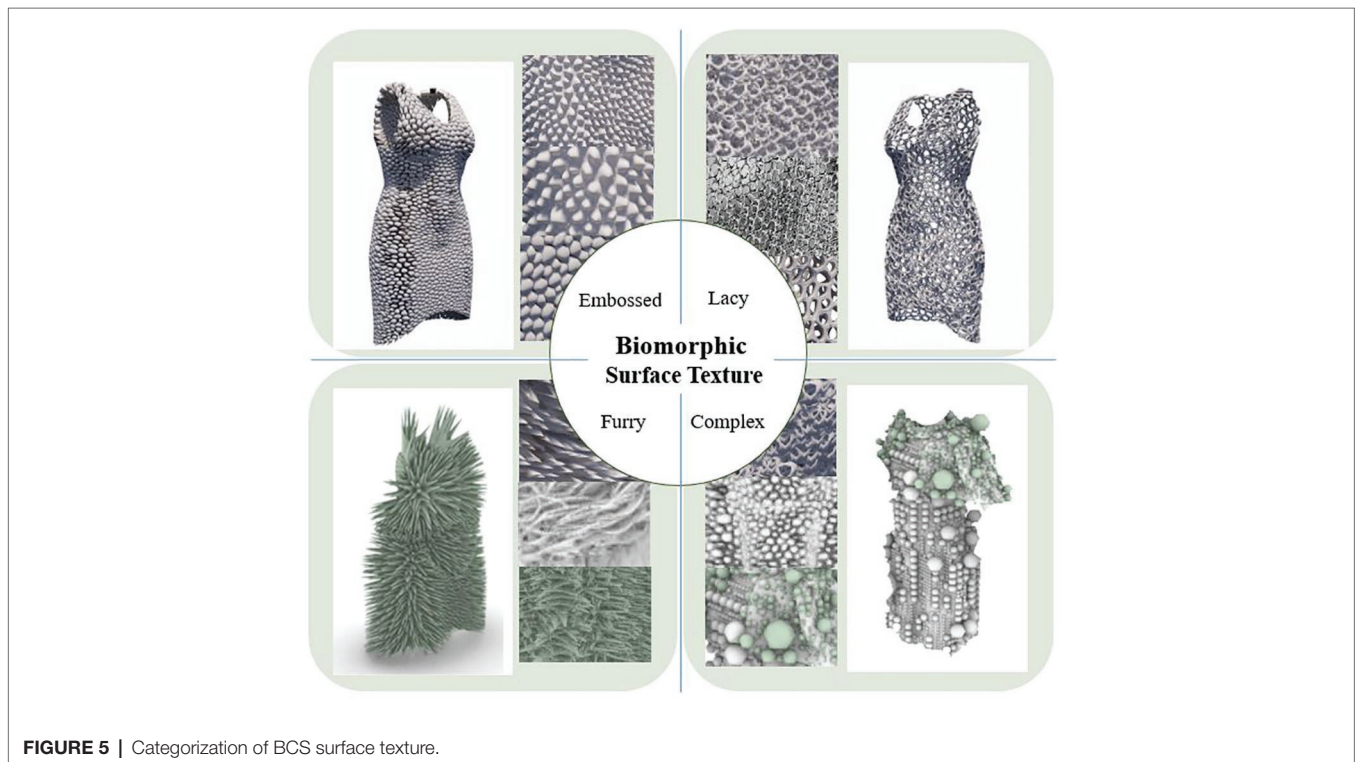 Embossed
Lacy
Biomorphic
Surface Texture
Furry
Complex
FIGURE 5 | Categorization of BCS surface texture.